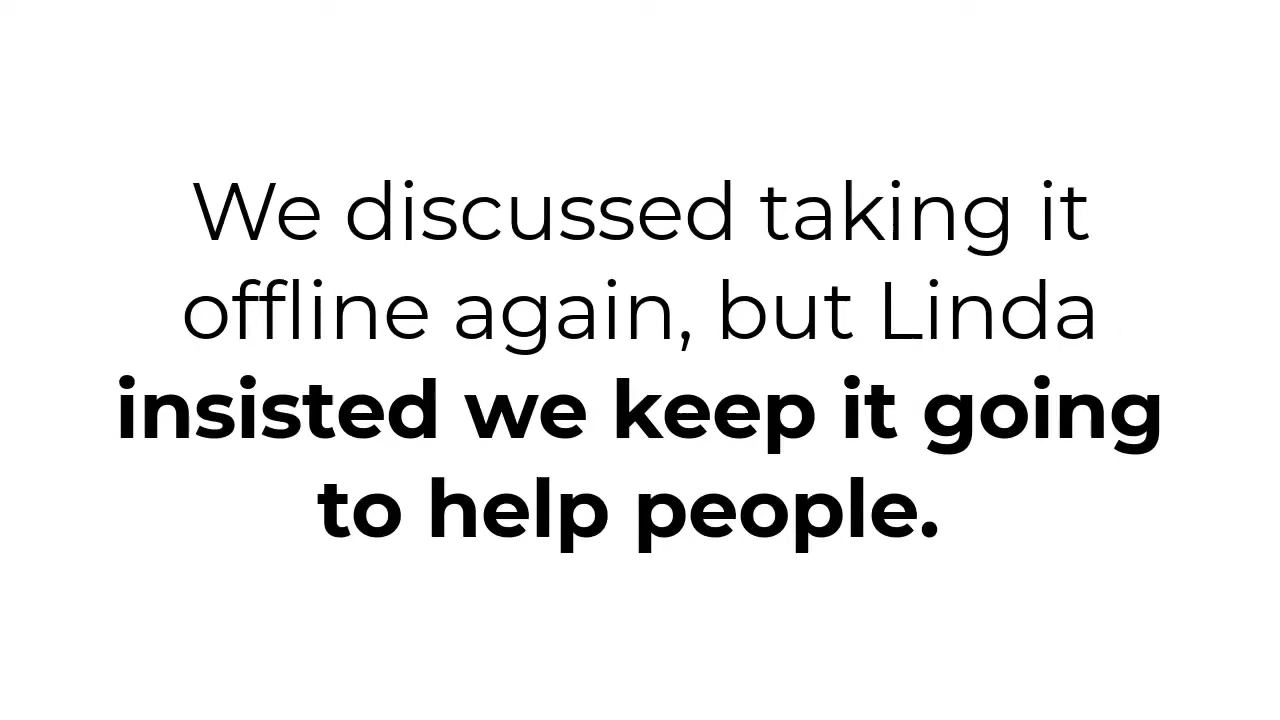 We discussed taking it
offline again, but Linda
insisted we keep it going
to help people.